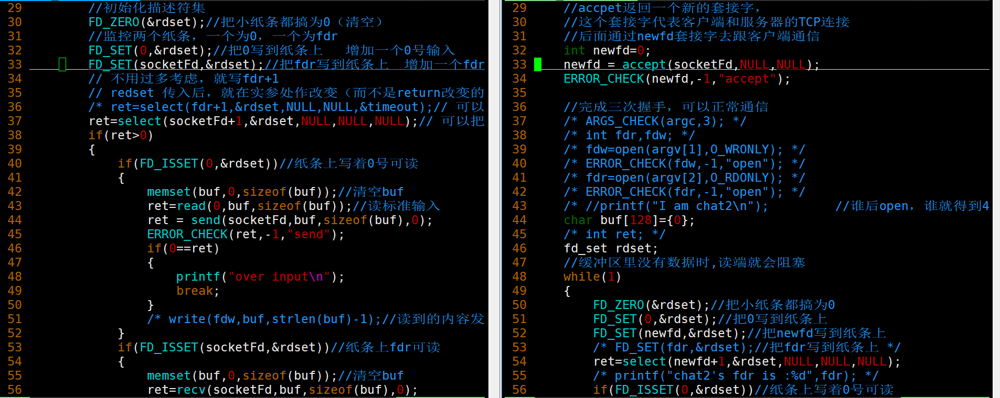 29 //初始化描述符集
30 FD_ZERO(&rdset);//把小纸条都搞为0（清空）
31 //监控两个纸条，一个为0，一个为fdr
32 FD_SET(0,&rdset);//把0写到纸条上 增加一个0号输入
33 FD_SET(socketFd,&rdset);//把fdr写到纸条上 增加一个fdr
34 // 不用过多考虑，就写fdr+1
35 // redset 传入后，就在实参处作改变（而不是return改变的
36 /* ret=select(fdr+1,&rdset,NULL,NULL,&timeout);// 可以
37 ret=select(socketFd+1,&rdset,NULL,NULL,NULL);// 可以把
38 if(ret>0)
39 {
40 if(FD_ISSET(0,&rdset))//纸条上写着0号可读
41 {
42 memset(buf,0,sizeof(buf));//清空buf
43 ret=read(0,buf,sizeof(buf));//读标准输入
44 ret = send(socketFd,buf,sizeof(buf),0);
45 ERROR_CHECK(ret,-1,"send");
46 if(0==ret)
47 {
48 printf("over input\n");
49 break;
50 }
51 /* write(fdw,buf,strlen(buf)-1);//读到的内容发
52 }
53 if(FD_ISSET(socketFd,&rdset))//纸条上fdr可读
54 {
55 memset(buf,0,sizeof(buf));//清空buf
56 ret=recv(socketFd,buf,sizeof(buf),0);
29 //accpet返回一个新的套接字，
30 //这个套接字代表客户端和服务器的TCP连接
31 //后面通过newfd套接字去跟客户端通信
32 int newfd=0;
33 newfd = accept(socketFd,NULL,NULL);
34 ERROR_CHECK(newfd,-1,"accept");
35
36 //完成三次握手，可以正常通信
37 /* ARGS_CHECK(argc,3); */
38 /* int fdr,fdw; */
39 /* fdw=open(argv[1],O_WRONLY); */
40 /* ERROR_CHECK(fdw,-1,"open"); */
41 /* fdr=open(argv[2],O_RDONLY); */
42 /* ERROR_CHECK(fdr,-1,"open"); */
43 /* //printf("I am chat2\n"); //谁后open，谁就得到4
44 char buf[128]={0};
45 /* int ret; */
46 fd_set rdset;
47 //缓冲区里没有数据时,读端就会阻塞
48 while(1)
49 {
50 FD_ZERO(&rdset);//把小纸条都搞为0
51 FD_SET(0,&rdset);//把0写到纸条上
52 FD_SET(newfd,&rdset);//把newfd写到纸条上
53 /* FD_SET(fdr,&rdset);//把fdr写到纸条上 */
54 ret=select(newfd+1,&rdset,NULL,NULL,NULL);
55 /* printf("chat2's fdr is :%d",fdr); */
56 if(FD_ISSET(0,&rdset))//纸条上写着0号可读